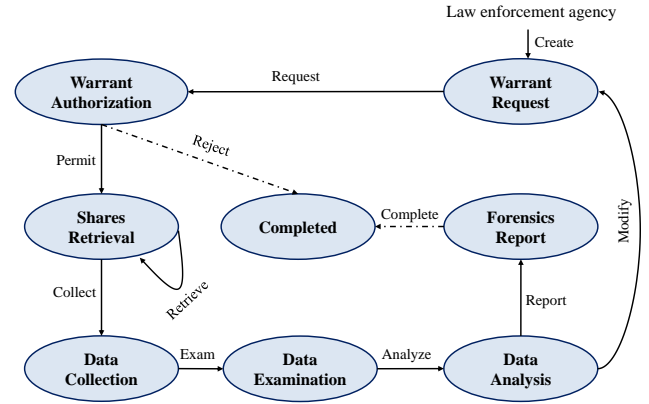 Law enforcement agency
Create
Warrant
Authorization
Request
Warrant
Request
Permit
Reject
Modify
Shares
Retrieval
Completed
Complete
Forensics
Report
Collect
Retrieve
Report
Data
Collection
Exam
Data
Examination
Analyze
Data
Analysis